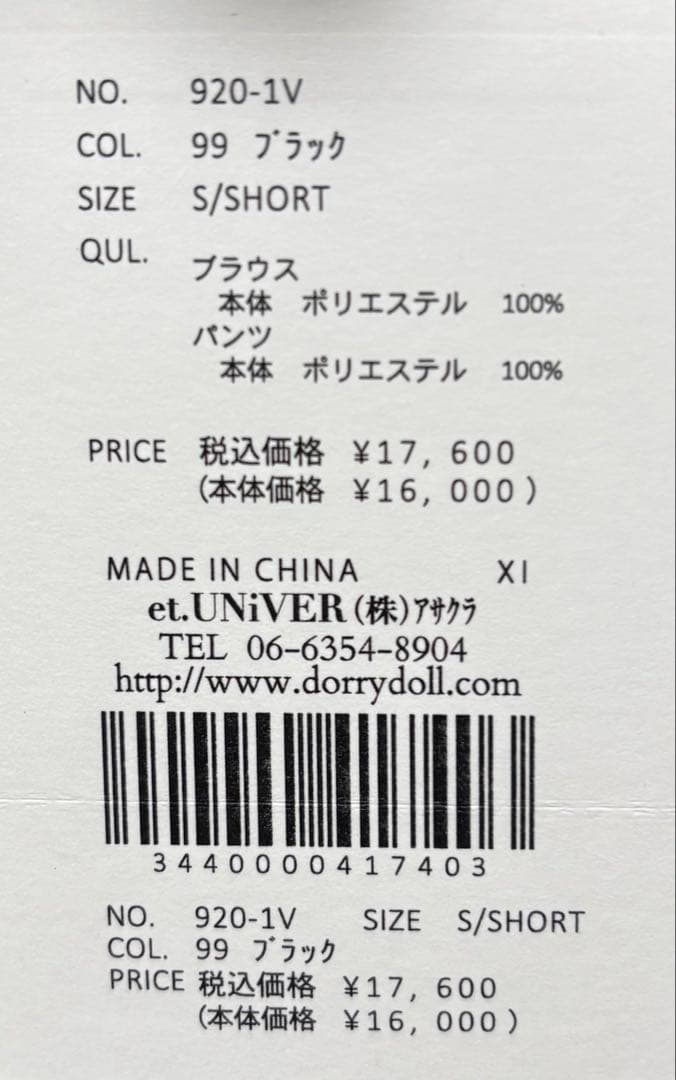 NO. 920-1V
COL. 99 ﾌﾞﾗｯｸ
SIZE S/SHORT
QUL. ブラウス
本体 ポリエステル 100%
パンツ
本体 ポリエステル 100%
PRICE 税込価格 ¥17, 600
(本体価格 ¥16, 000)
MADE IN CHINA XI
et.UNiVER(株)ｱｻｸﾗ
TEL 06-6354-8904
http://www.dorrydoll.com
3440000417403
NO. 920-1V SIZE S/SHORT
COL. 99 ﾌﾞﾗｯｸ
PRICE 税込価格 ¥17, 600
(本体価格 ¥16, 000)